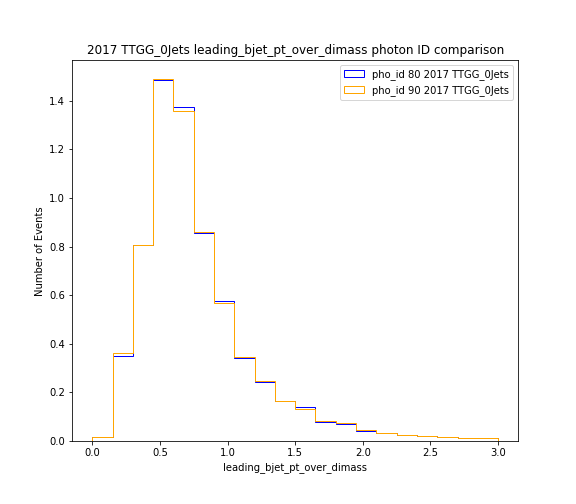 2017 TTGG_0Jets leading_bjet_pt_over_dimass photon ID comparison
pho_id 80 2017 TTGG_0Jets
pho_id 90 2017 TTGG_0Jets
1.4
1.2
1.0
0.8
0.6
0.4
0.2
0.0
Number of Events
0.0 0.5 1.0 1.5 2.0 2.5 3.0
leading_bjet_pt_over_dimass